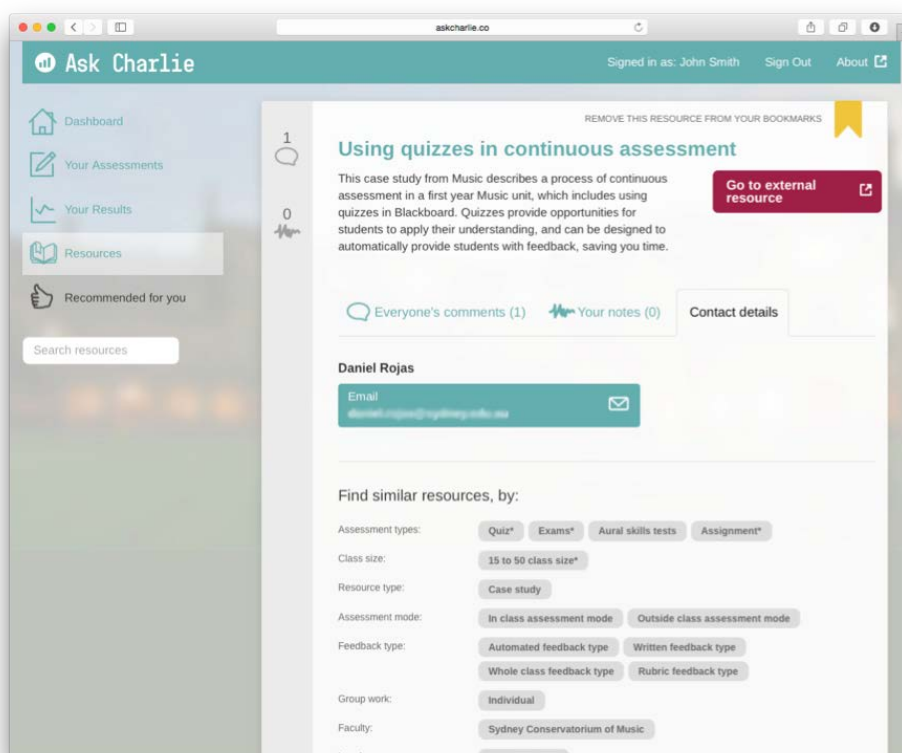 askcharlie.co
Ask Charlie
Signed in as: John Smith Sign Out About
Dashboard
Your Assessments
Your Results
Resources
Recommended for you
Search resources
1
0
REMOVE THIS RESOURCE FROM YOUR BOOKMARKS
Using quizzes in continuous assessment
This case study from Music describes a process of continuous
assessment in a first year Music unit, which includes using
quizzes in Blackboard. Quizzes provide opportunities for
students to apply their understanding, and can be designed to
automatically provide students with feedback, saving you time.
Go to external
resource
Everyone's comments (1) Your notes (0) Contact details
Daniel Rojas
Email
Find similar resources, by:
Assessment types: Quiz* Exams* Aural skills tests Assignment*
Class size: 15 to 50 class size*
Resource type: Case study
Assessment mode: In class assessment mode Outside class assessment mode
Feedback type: Automated feedback type Written feedback type
Whole class feedback type Rubric feedback type
Group work: Individual
Faculty: Sydney Conservatorium of Music